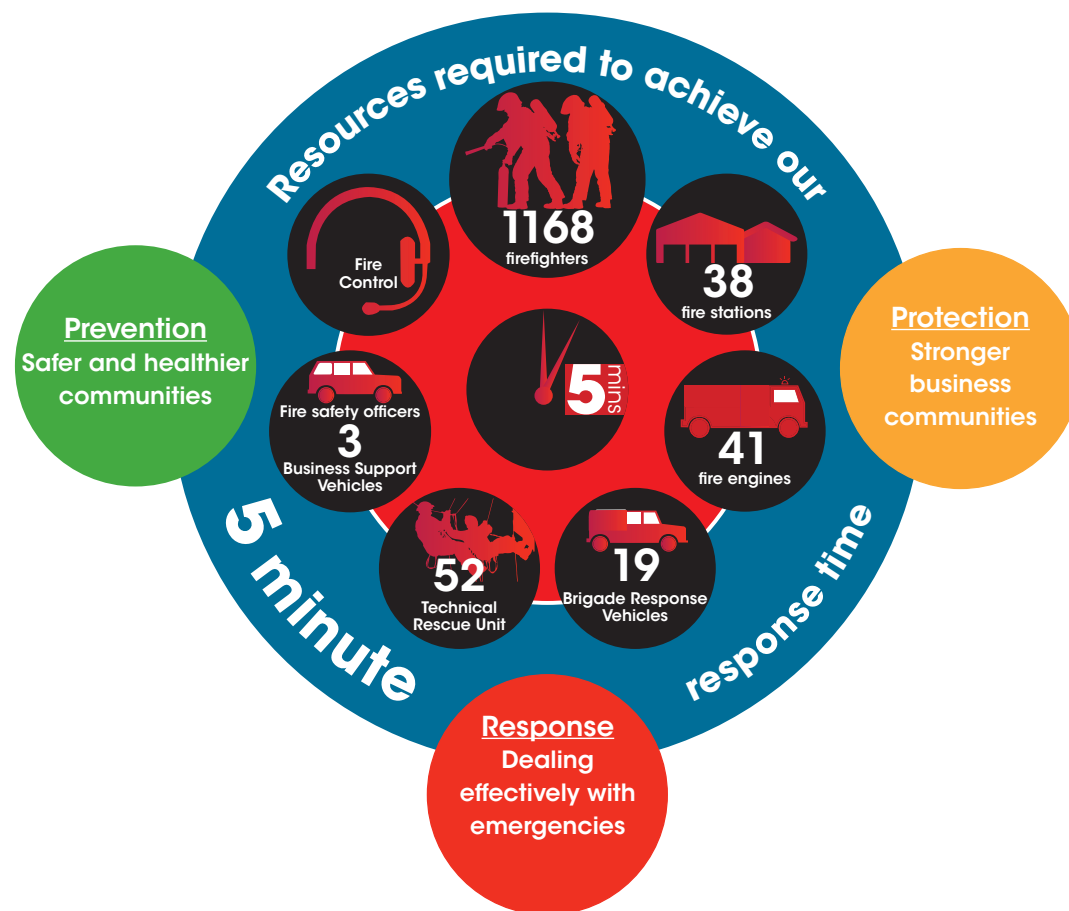 Resources required to achieve our
5 minute
response time
1168
firefighters
38
fire stations
41
fire engines
19
Brigade Response
Vehicles
52
Technical
Rescue Unit
Fire safety officers
3
Business Support
Vehicles
Fire
Control
5
mins
Prevention
Safer and healthier
communities
Protection
Stronger
business
communities
Response
Dealing
effectively with
emergencies